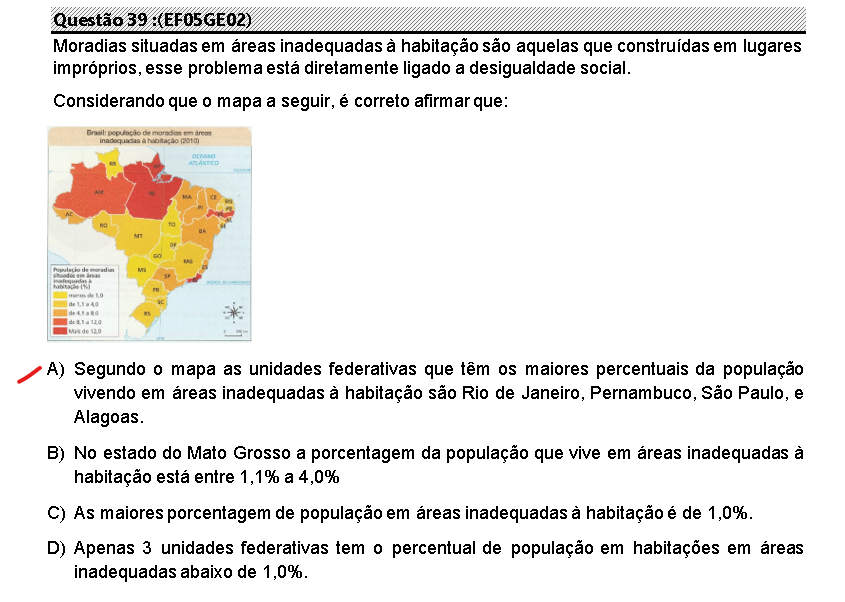 Questão 39 :(EF05GE02)
Moradias situadas em áreas inadequadas à habitação são aquelas que construídas em lugares
impróprios, esse problema está diretamente ligado a desigualdade social.
Considerando que o mapa a seguir, é correto afirmar que:
Brasil: população de moradias em áreas
inadequadas à habitação (2010)
OCEANO
ATLÂNTICO
RR
AM
PA
MA
CE
RN
PB
PI
AC
RO
TO
BA
MT
DF
GO
MG
ES
MS
SP
PR
SC
RS
População de moradias
situadas em áreas
inadequadas à
habitação (%)
menos de 1,0
de 1,1 a 4,0
de 4,1 a 8,0
de 8,1 a 12,0
Mais de 12,0
A) Segundo o mapa as unidades federativas que têm os maiores percentuais da população
vivendo em áreas inadequadas à habitação são Rio de Janeiro, Pernambuco, São Paulo, e
Alagoas.
B) No estado do Mato Grosso a porcentagem da população que vive em áreas inadequadas à
habitação está entre 1,1% a 4,0%
C) As maiores porcentagem de população em áreas inadequadas à habitação é de 1,0%.
D) Apenas 3 unidades federativas tem o percentual de população em habitações em áreas
inadequadas abaixo de 1,0%.